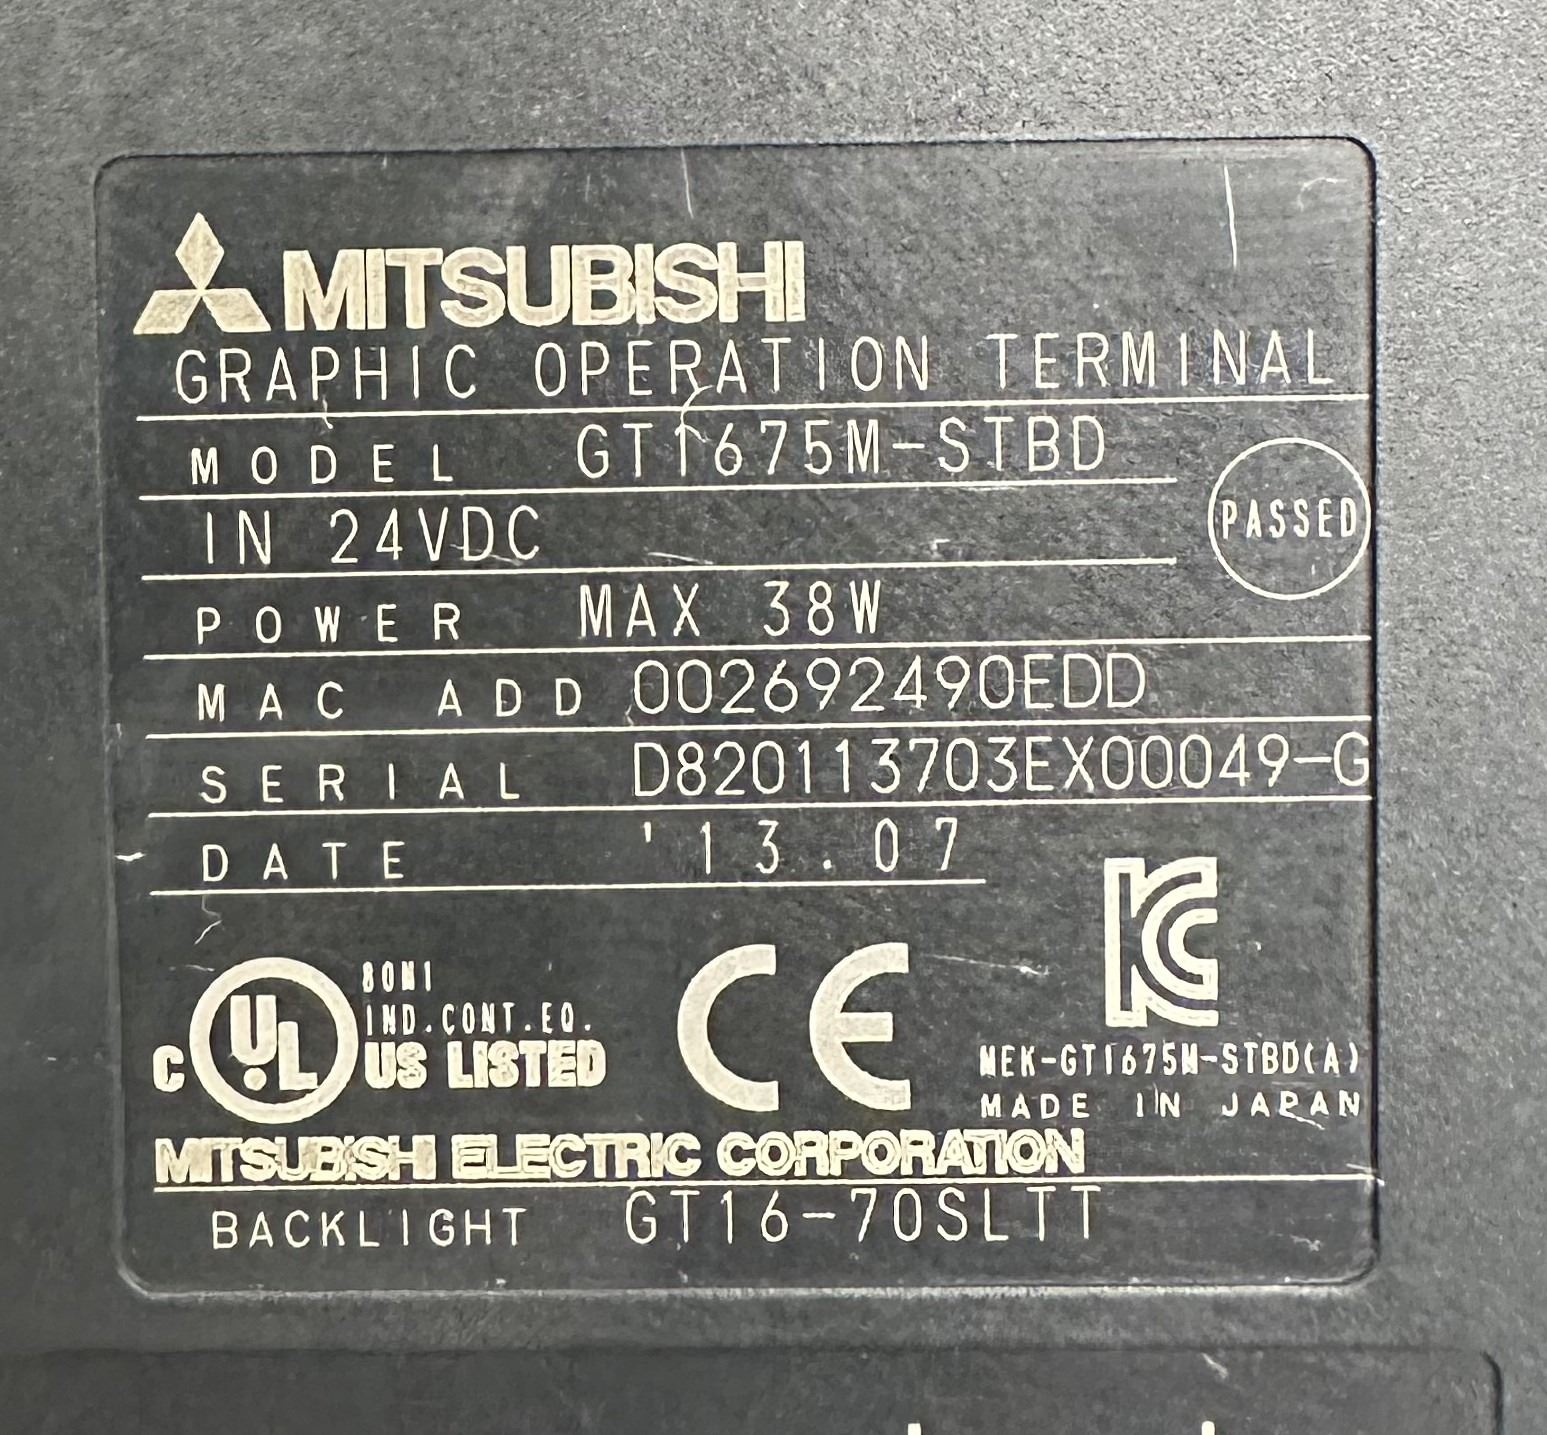 MITSUBISHI
GRAPHIC OPERATION TERMINAL
MODEL GT1675M-STBD
IN 24VDC
PASSED
POWER MAX 38W
MAC ADD 002692490EDD
SERIAL D820113703EX00049-G
DATE '13.07
80M1
IND.CONT.EQ.
C UL US LISTED
CE
KC
MEK-GT1675M-STBD(A)
MADE IN JAPAN
MITSUBISHI ELECTRIC CORPORATION
BACKLIGHT GT16-70SLTT